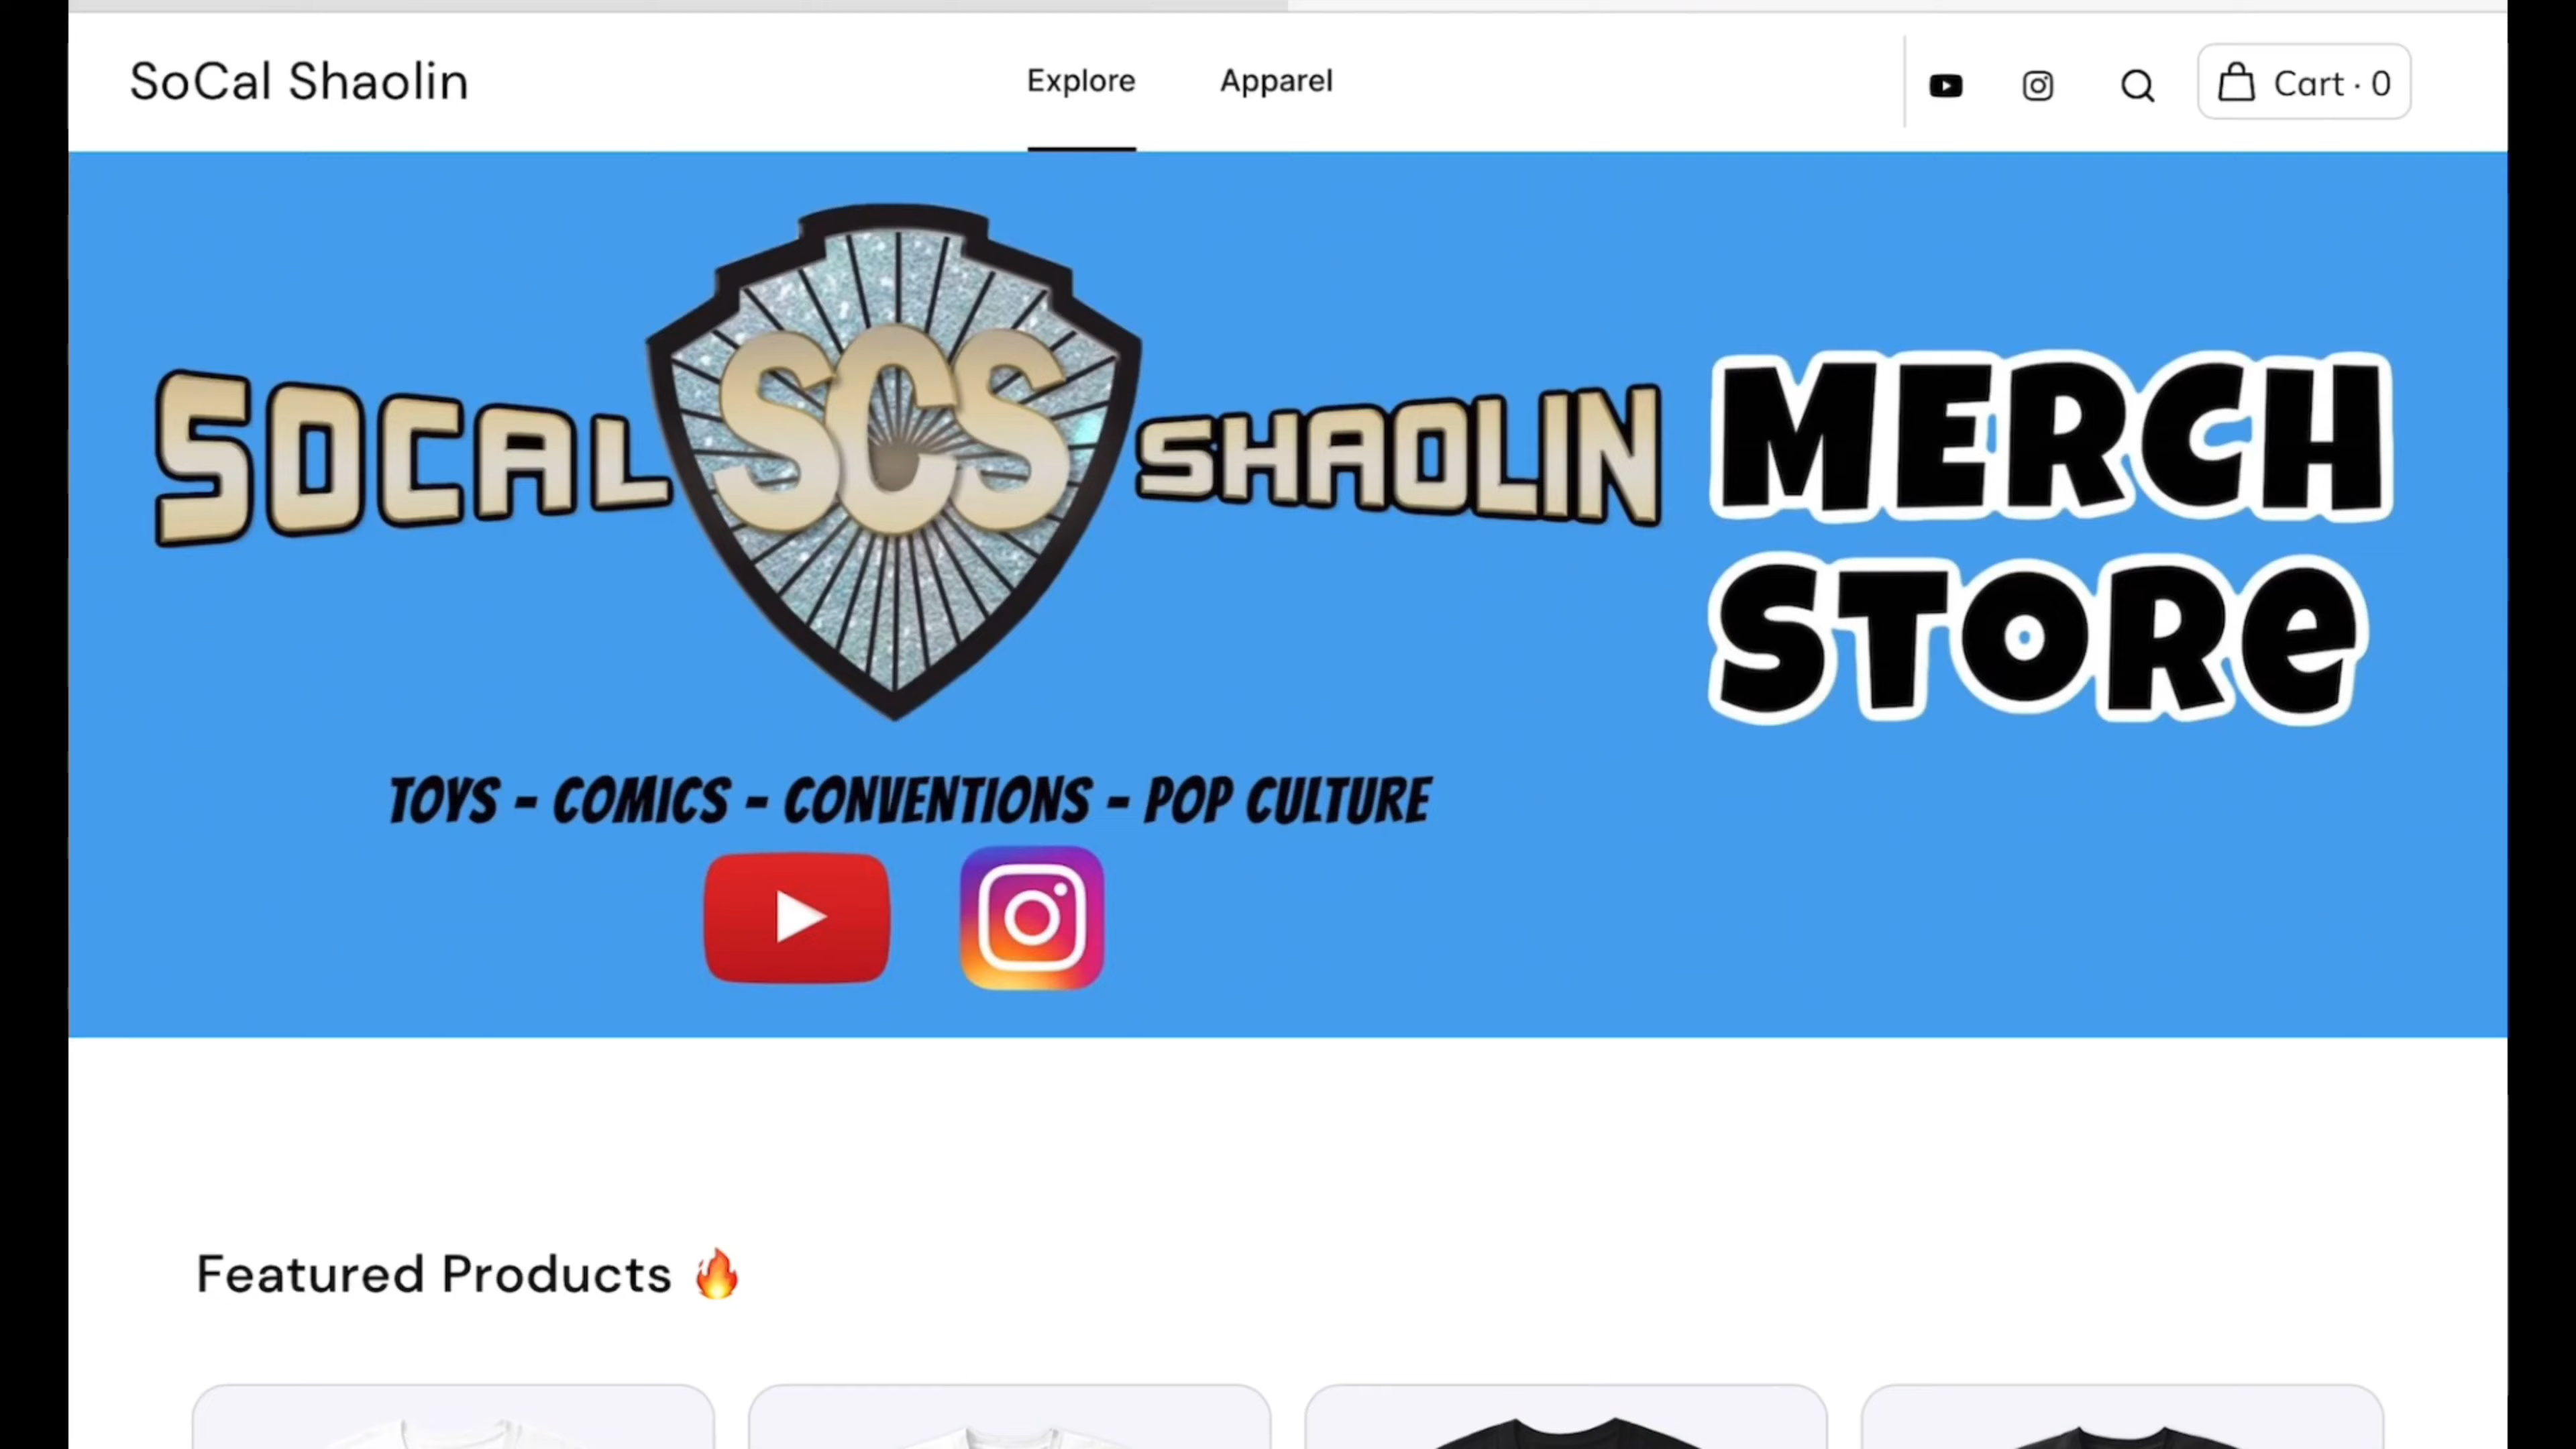 SoCal Shaolin Explore Apparel Cart · 0
SOCAL SCS SHAOLIN
MERCH
STORe
TOYS - COMICS - CONVENTIONS - POP CULTURE
Featured Products 🔥